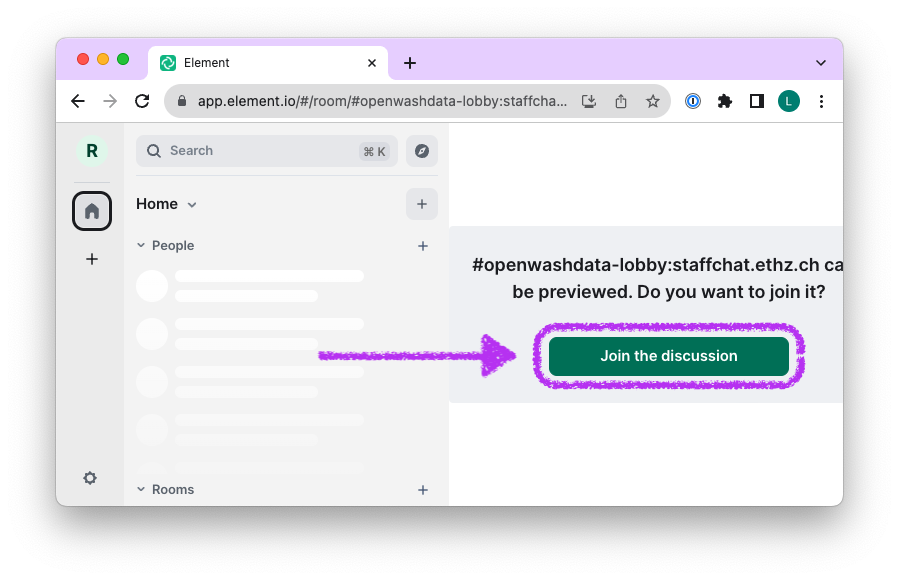 Element
app.element.io/#/room/#openwashdata-lobby:staffcha...
L
R
Search
⌘ K
Home
People
#openwashdata-lobby:staffchat.ethz.ch ca
be previewed. Do you want to join it?
Join the discussion
Rooms